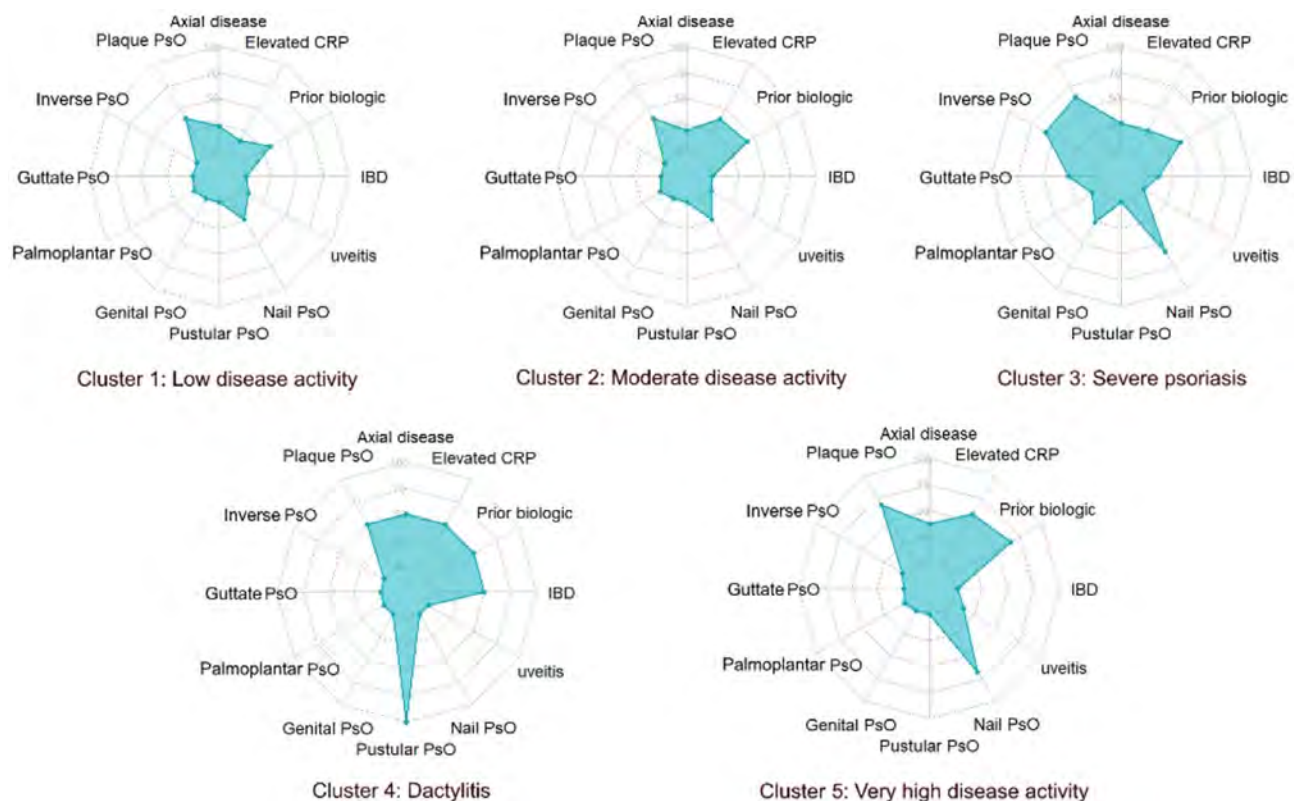 Axial disease
Plaque PsO
Elevated CRP
Inverse PsO
Prior biologic
Guttate PsO
IBD
Palmoplantar PsO
uveitis
Genital PsO
Nail PsO
Pustular PsO
Cluster 1: Low disease activity
Axial disease
Plaque PsO
Elevated CRP
Inverse PsO
Prior biologic
Guttate PsO
IBD
Palmoplantar PsO
uveitis
Genital PsO
Nail PsO
Pustular PsO
Cluster 2: Moderate disease activity
Axial disease
Plaque PsO
Elevated CRP
Inverse PsO
Prior biologic
Guttate PsO
IBD
Palmoplantar PsO
uveitis
Genital PsO
Nail PsO
Pustular PsO
Cluster 3: Severe psoriasis
Axial disease
Plaque PsO
Elevated CRP
Inverse PsO
Prior biologic
Guttate PsO
IBD
Palmoplantar PsO
uveitis
Genital PsO
Nail PsO
Pustular PsO
Cluster 4: Dactylitis
Axial disease
Plaque PsO
Elevated CRP
Inverse PsO
Prior biologic
Guttate PsO
IBD
Palmoplantar PsO
uveitis
Genital PsO
Nail PsO
Pustular PsO
Cluster 5: Very high disease activity